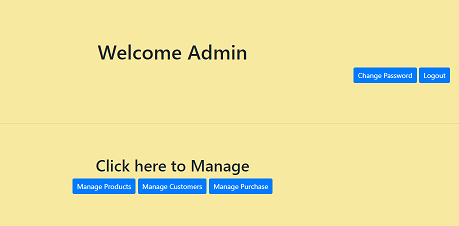 Welcome Admin
Change Password Logout
Click here to Manage
Manage Products Manage Customers Manage Purchase